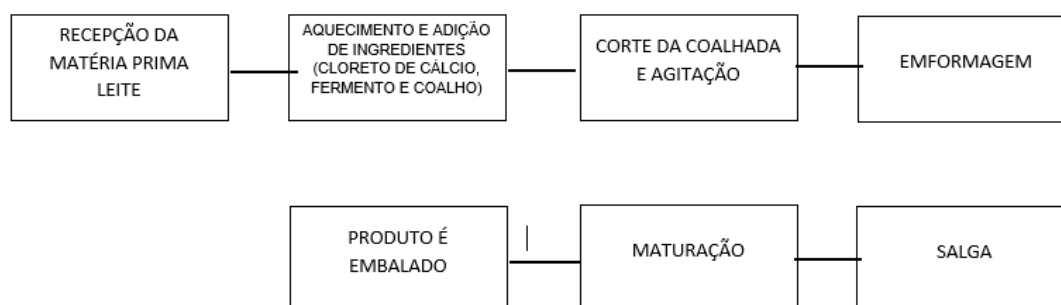 RECEPÇÃO DA
MATÉRIA PRIMA
LEITE
AQUECIMENTO E ADIÇÃO
DE INGREDIENTES
(CLORETO DE CÁLCIO,
FERMENTO E COALHO)
CORTE DA COALHADA
E AGITAÇÃO
EMFORMAGEM
PRODUTO É
EMBALADO
MATURAÇÃO
SALGA